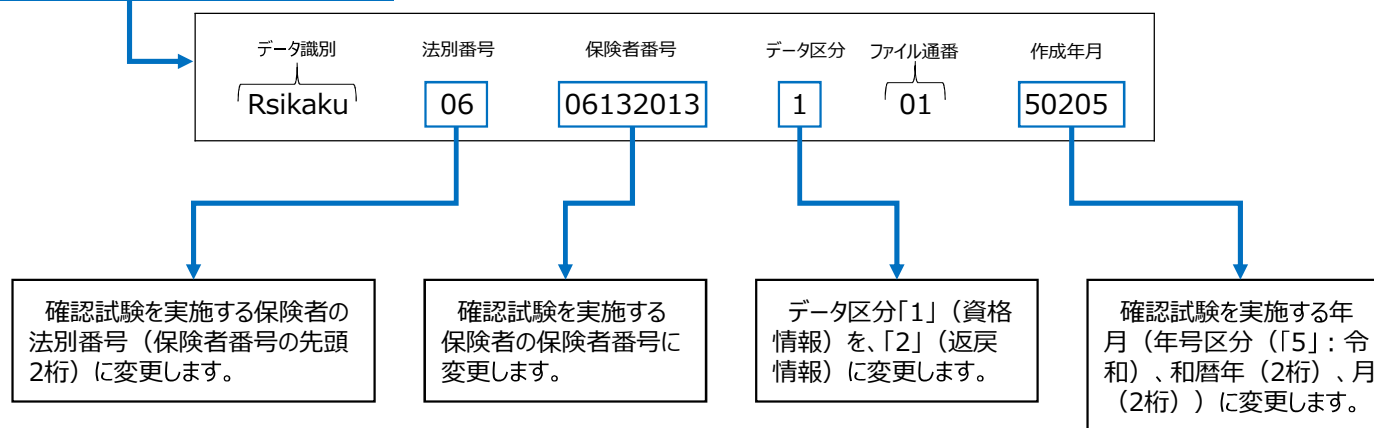 データ識別 法別番号 保険者番号 データ区分 ファイル通番 作成年月
Rsikaku 06 06132013 1 01 50205
確認試験を実施する保険者の
法別番号（保険者番号の先頭
2桁）に変更します。
確認試験を実施する
保険者の保険者番号に
変更します。
データ区分「1」（資格
情報）を、「2」（返戻
情報）に変更します。
確認試験を実施する年
月（年号区分（「5」：令
和）、和暦年（2桁）、月
（2桁））に変更します。